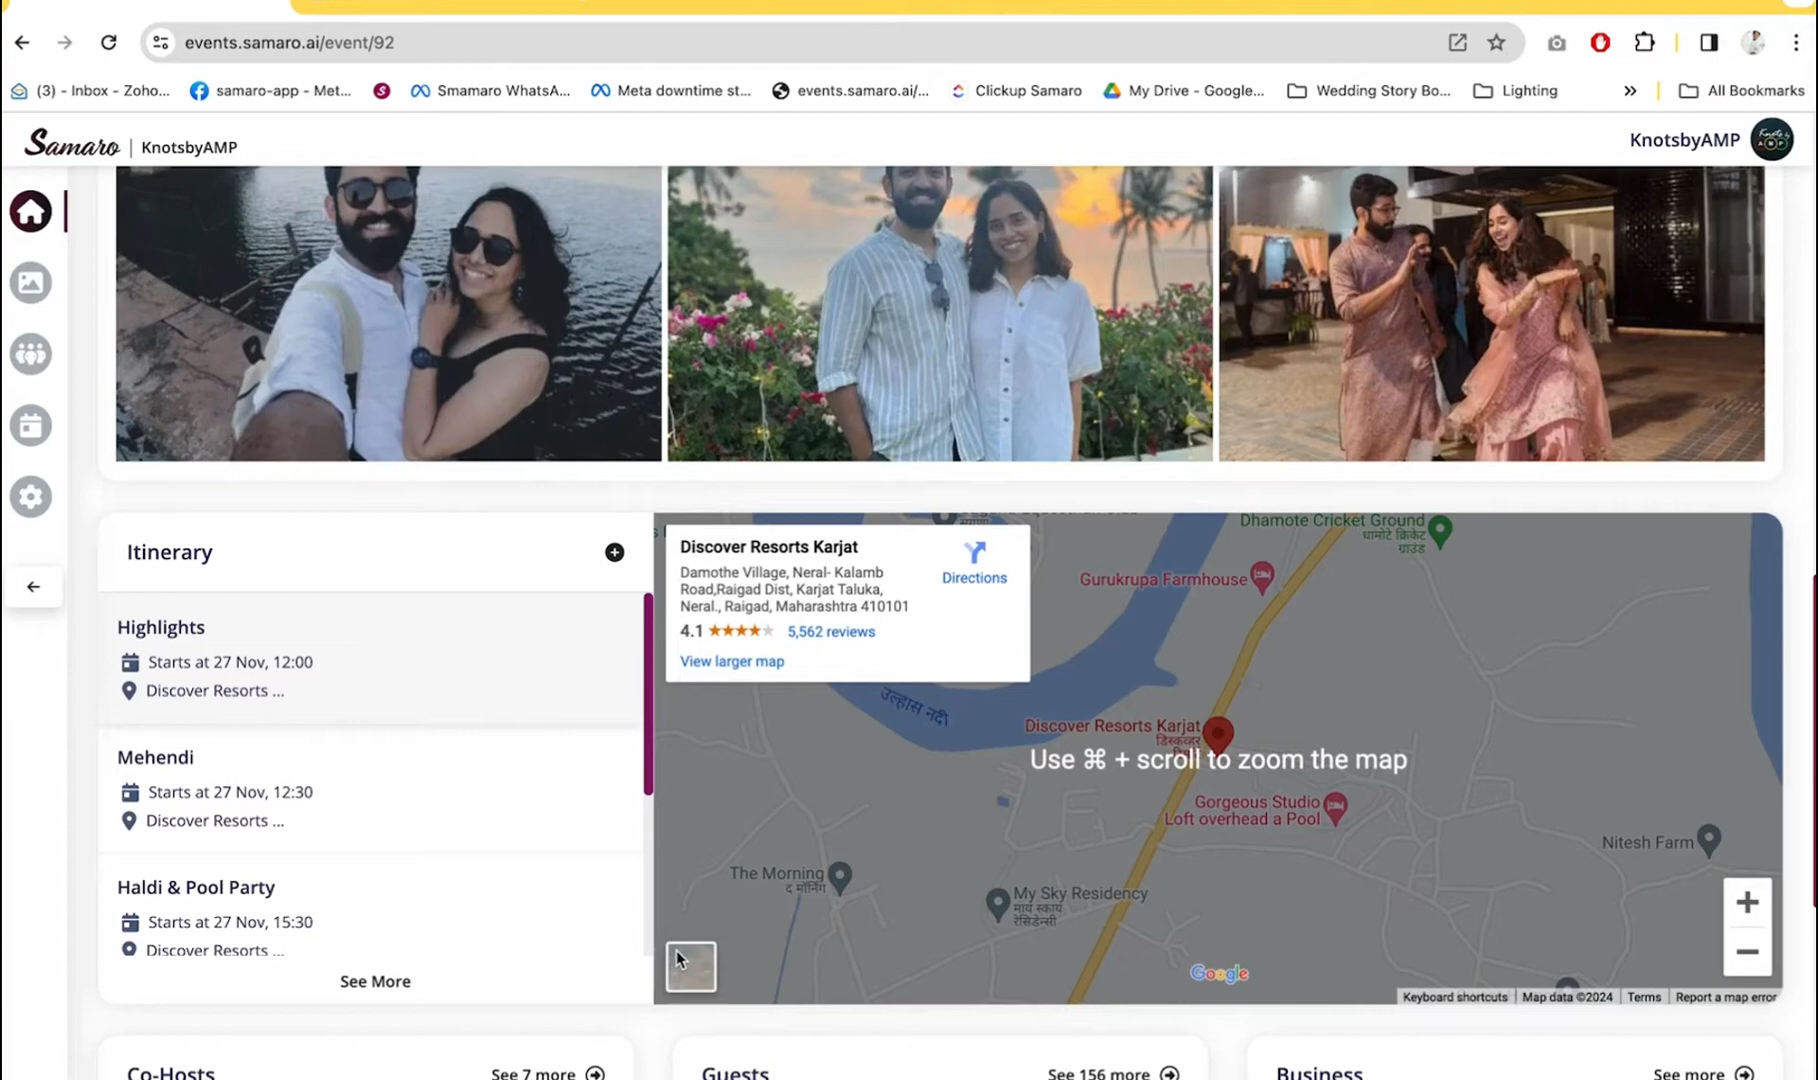 events.samaro.ai/event/92
(3) - Inbox - Zoho...
samaro-app - Met...
Smamaro WhatsA...
Meta downtime st...
events.samaro.ai/...
Clickup Samaro
My Drive - Google...
Wedding Story Bo...
Lighting
All Bookmarks
Samaro | KnotsbyAMP
KnotsbyAMP
Itinerary
Highlights
Starts at 27 Nov, 12:00
Discover Resorts ...
Mehendi
Starts at 27 Nov, 12:30
Discover Resorts ...
Haldi & Pool Party
Starts at 27 Nov, 15:30
Discover Resorts ...
See More
Discover Resorts Karjat
Directions
Damothe Village, Neral- Kalamb
Road,Raigad Dist, Karjat Taluka,
Neral., Raigad, Maharashtra 410101
4.1
5,562 reviews
View larger map
Dhamote Cricket Ground
धामोटे क्रिकेट
ग्राउंड
Gurukrupa Farmhouse
उल्हास नदी
Discover Resorts Karjat
डिस्कव्हर
Use ⌘ + scroll to zoom the map
Gorgeous Studio
Loft overhead a Pool
Nitesh Farm
The Morning
द मॉर्निंग
My Sky Residency
माय स्काय
रेसिडेन्सी
Google
Keyboard shortcuts
Map data ©2024
Terms
Report a map error
Co-Hosts
See 7 more
Guests
See 156 more
Business
See more